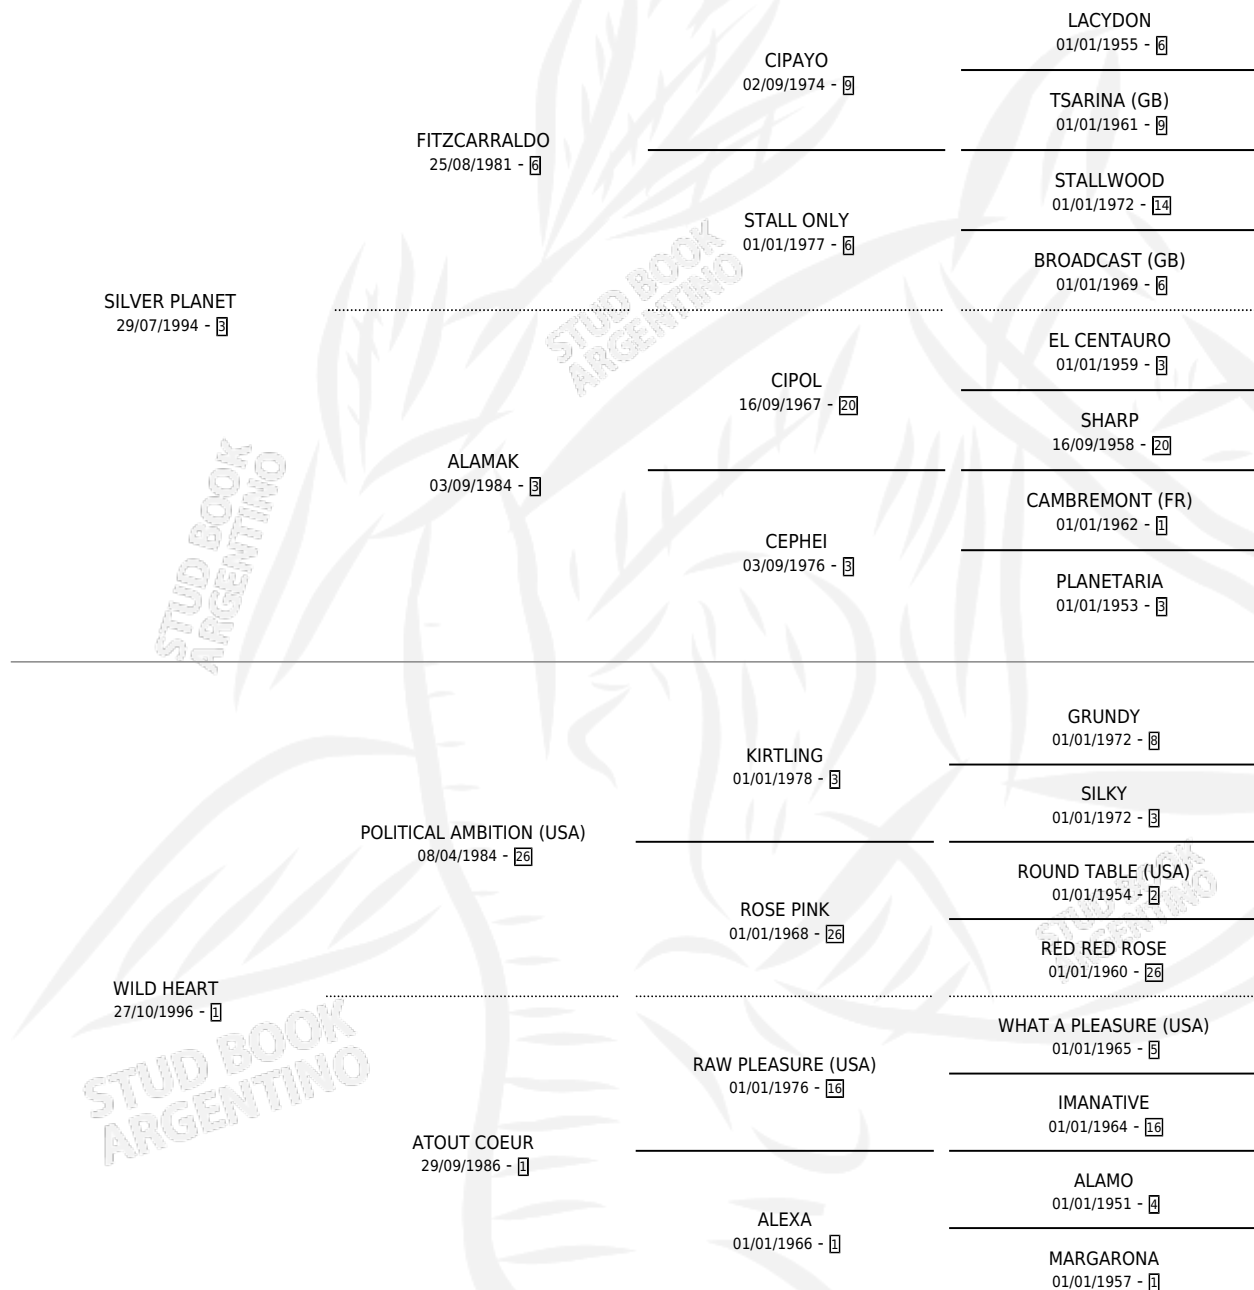 LACYDON
01/01/1955 - 6
CIPAYO
02/09/1974 - 9
TSARINA (GB)
01/01/1961 - 9
FITZCARRALDO
25/08/1981 - 6
STALLWOOD
01/01/1972 - 14
STALL ONLY
01/01/1977 - 6
BROADCAST (GB)
01/01/1969 - 6
SILVER PLANET
29/07/1994 - 3
STUD BOOK
ARGENTINO
EL CENTAURO
01/01/1959 - 3
CIPOL
16/09/1967 - 20
SHARP
16/09/1958 - 20
ALAMAK
03/09/1984 - 3
CAMBREMONT (FR)
01/01/1962 - 1
CEPHEI
03/09/1976 - 3
PLANETARIA
01/01/1953 - 3
STUD BOOK
ARGENTINO
GRUNDY
01/01/1972 - 8
KIRTLING
01/01/1978 - 3
SILKY
01/01/1972 - 3
POLITICAL AMBITION (USA)
08/04/1984 - 26
ROUND TABLE (USA)
01/01/1954 - 2
ROSE PINK
01/01/1968 - 26
RED RED ROSE
01/01/1960 - 26
STUD BOOK
ARGENTINO
WILD HEART
27/10/1996 - 1
WHAT A PLEASURE (USA)
01/01/1965 - 5
RAW PLEASURE (USA)
01/01/1976 - 16
IMANATIVE
01/01/1964 - 16
STUD BOOK
ARGENTINO
ATOUT COEUR
29/09/1986 - 1
ALAMO
01/01/1951 - 4
ALEXA
01/01/1966 - 1
MARGARONA
01/01/1957 - 1